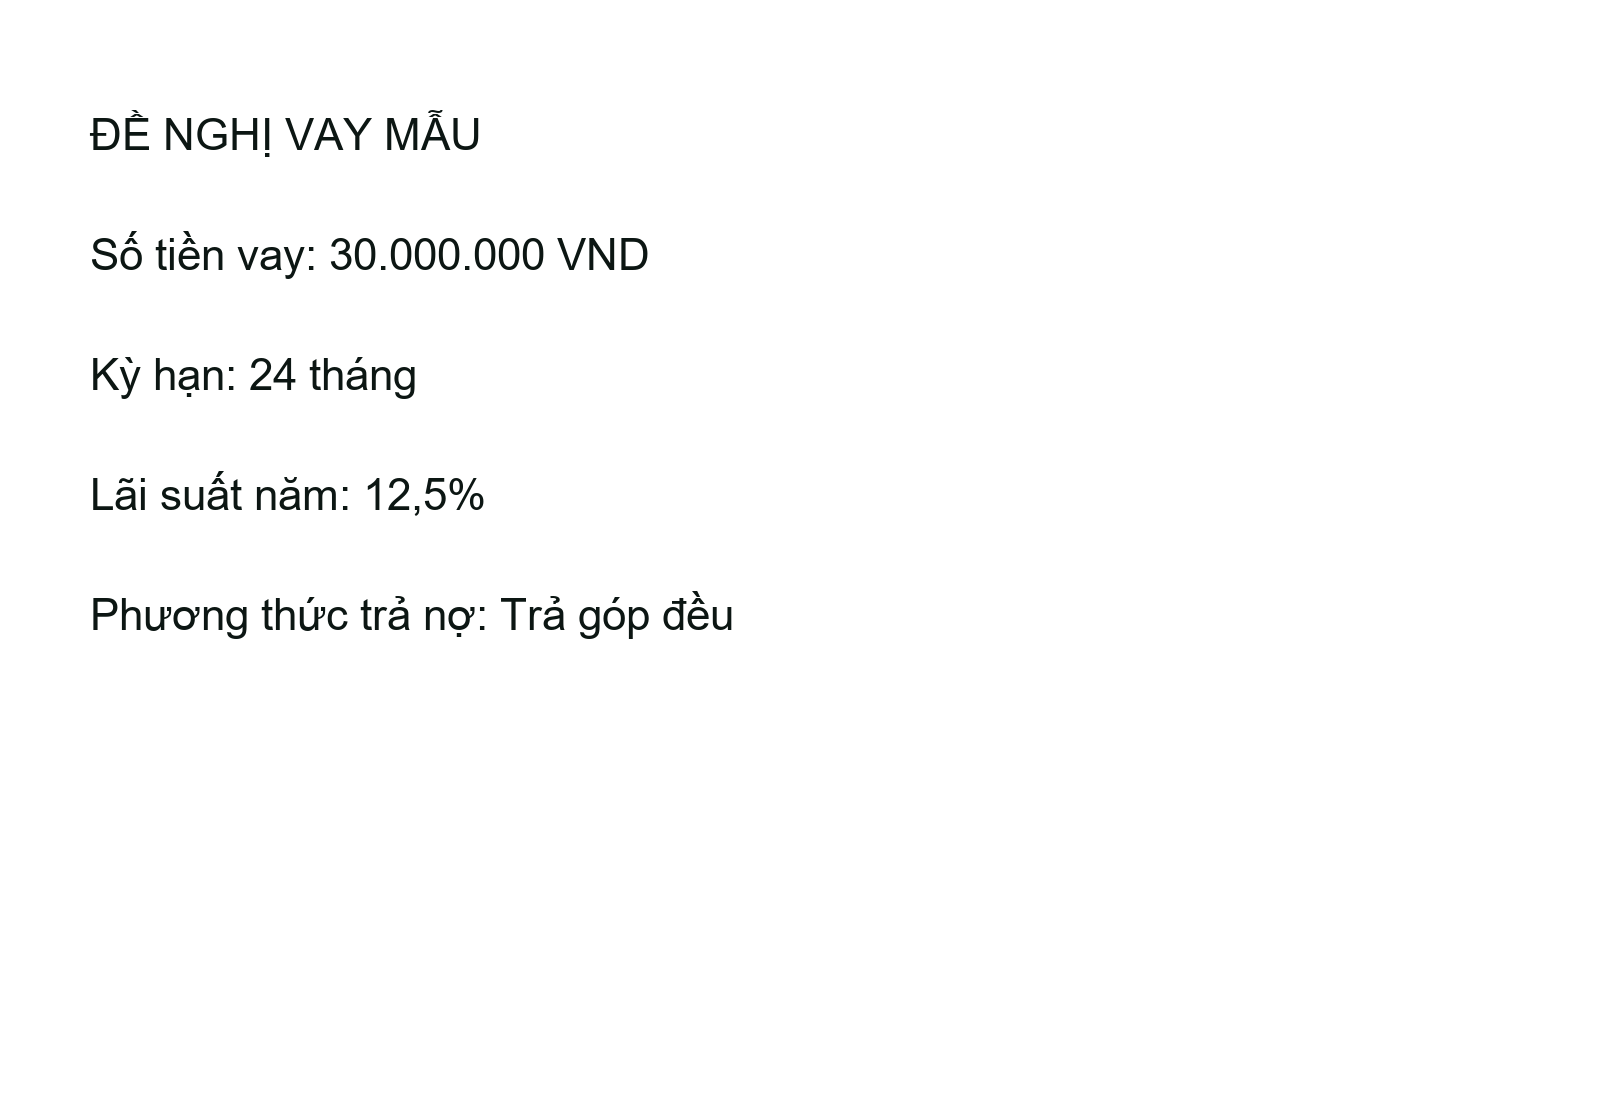 ĐỀ NGHỊ VAY MẪU
Số tiền vay: 30.000.000 VND
Kỳ hạn: 24 tháng
Lãi suất năm: 12,5%
Phương thức trả nợ: Trả góp đều